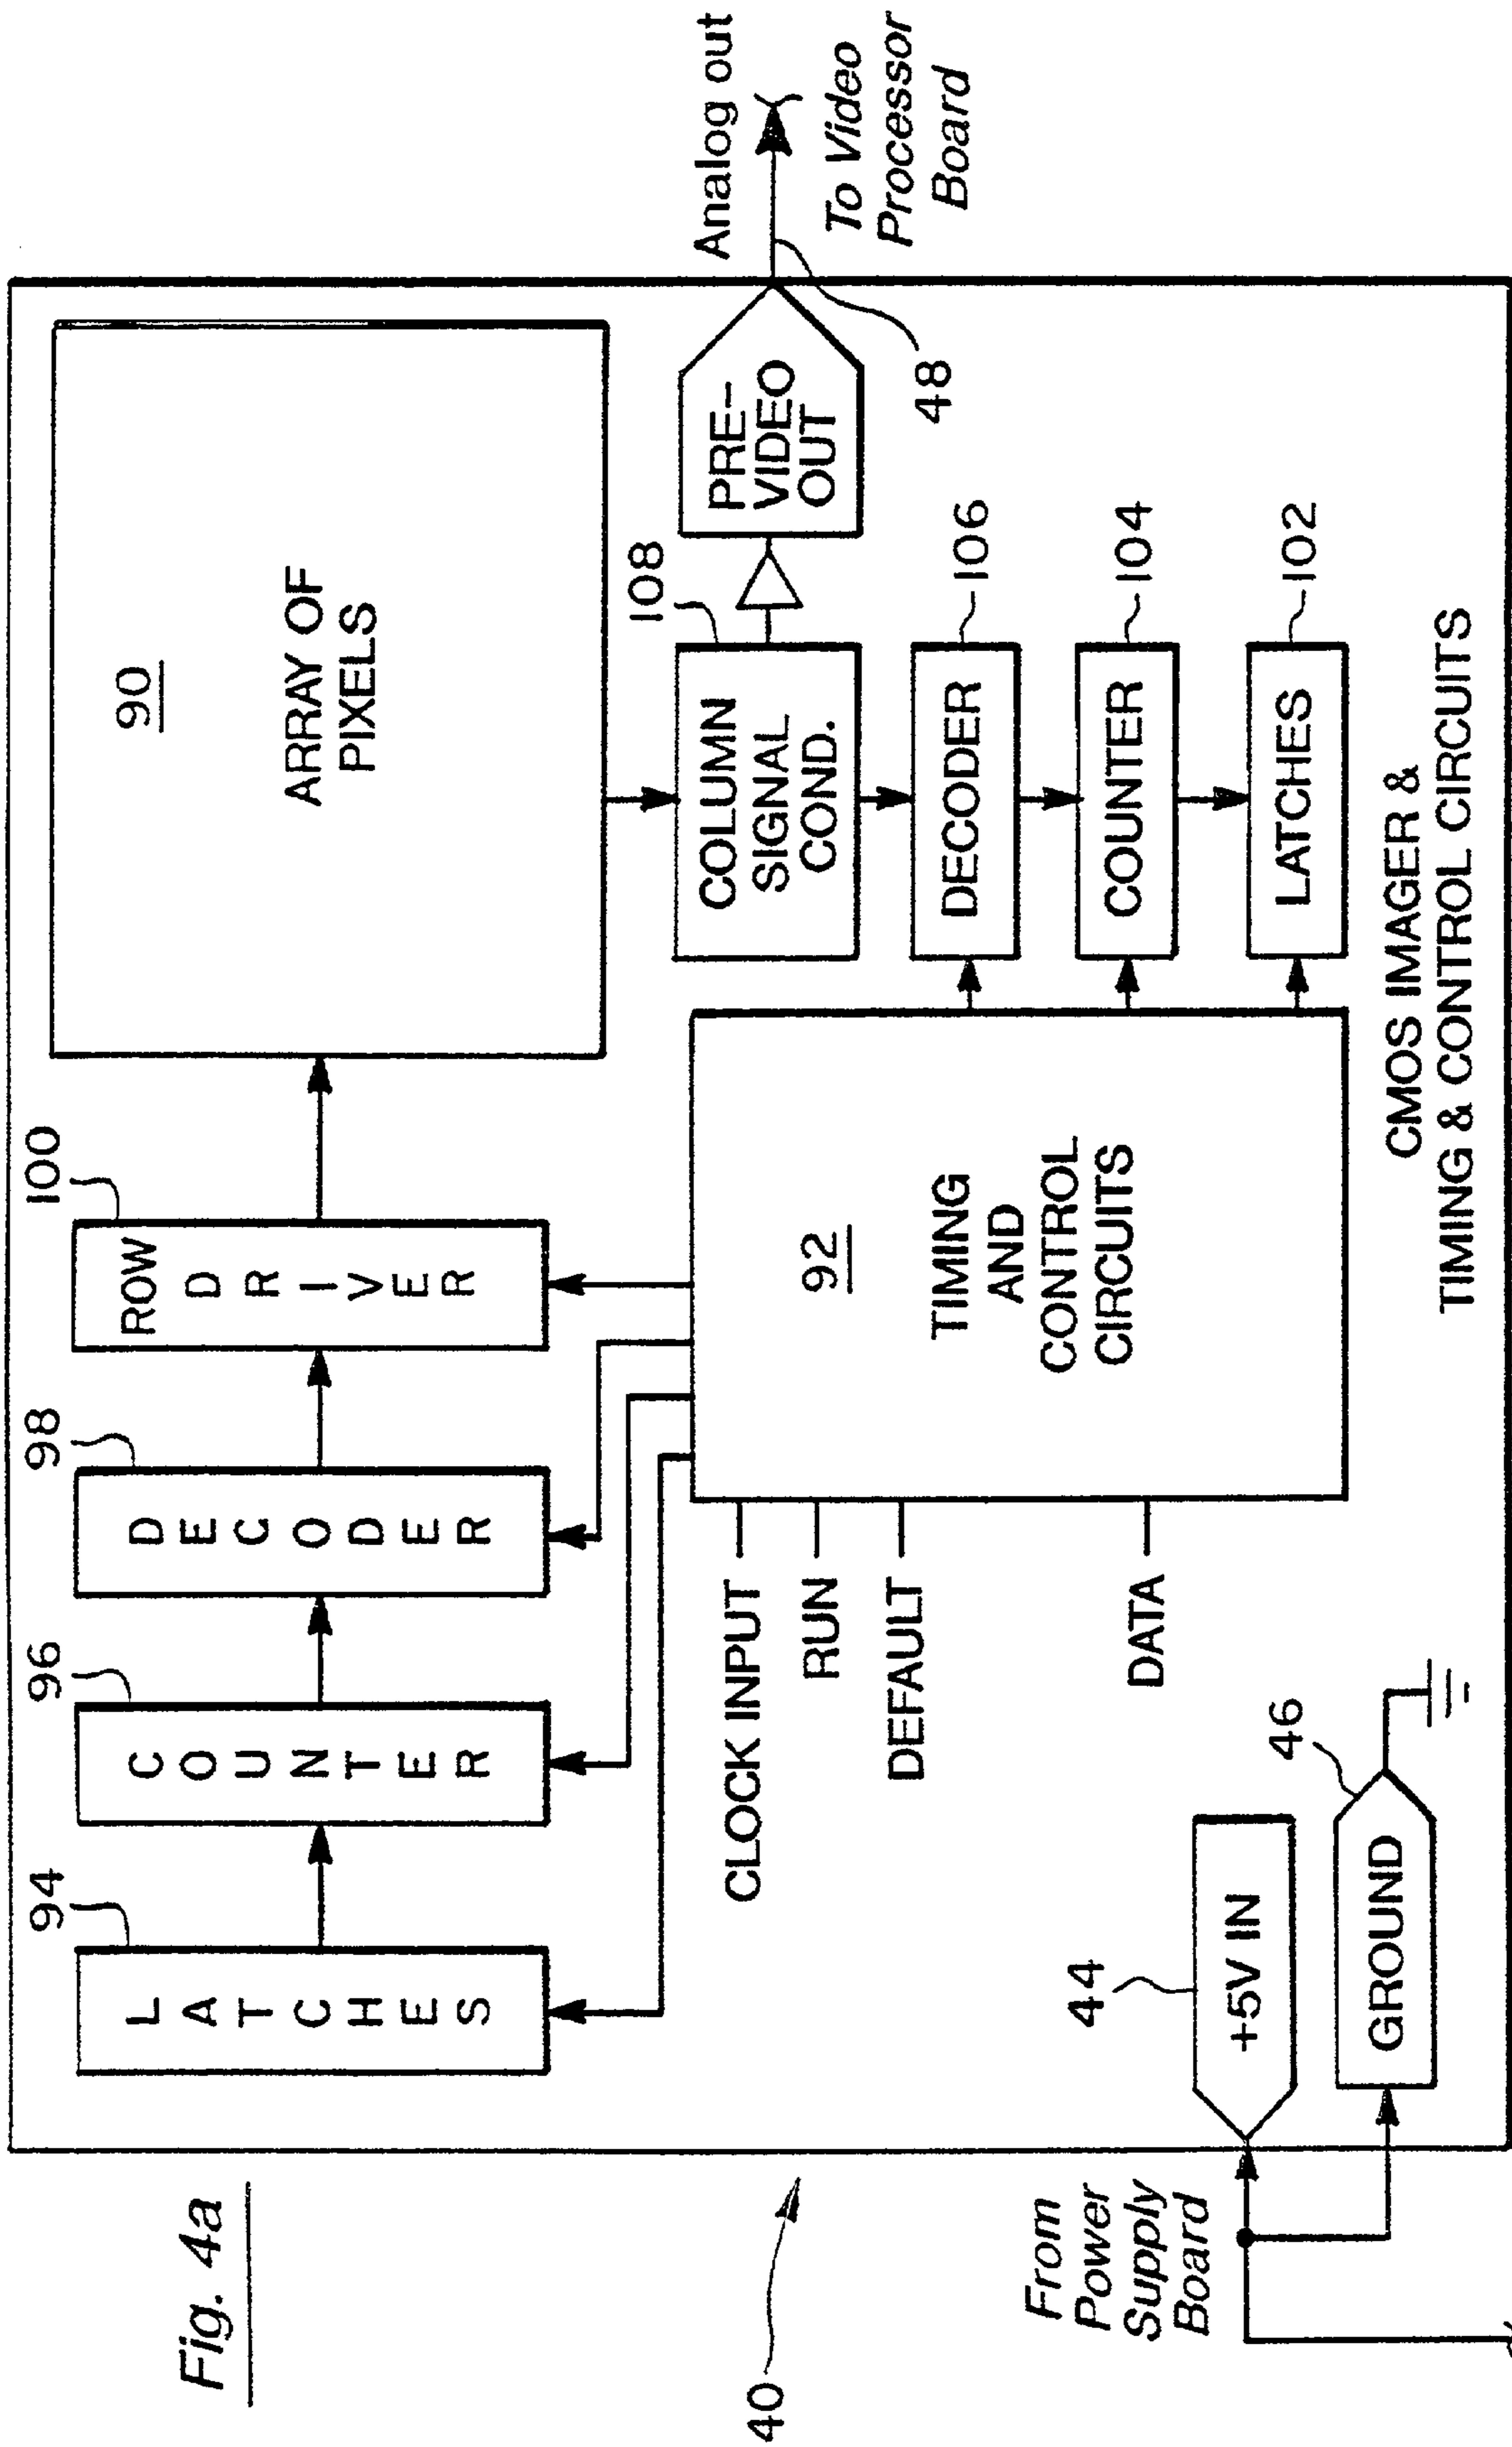 Fig. 4a
40
94
96
98
100
LATCHES
COUNTER
DECODER
ROW
DRIVER
90
ARRAY OF
PIXELS
CLOCK INPUT
RUN
DEFAULT
DATA
92
TIMING
AND
CONTROL
CIRCUITS
108
COLUMN
SIGNAL
COND.
PRE-
VIDEO
OUT
48
Analog out
To Video
Processor
Board
DECODER
106
COUNTER
104
LATCHES
102
From
Power
Supply
Board
44
+5V IN
46
GROUND
CMOS IMAGER &
TIMING & CONTROL CIRCUITS